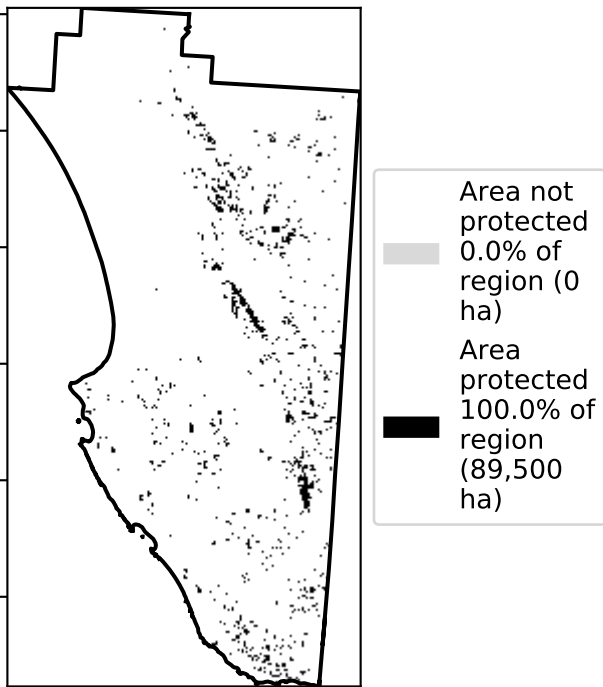 Area not
protected
0.0% of
region (0
ha)
Area
protected
100.0% of
region
(89,500
ha)